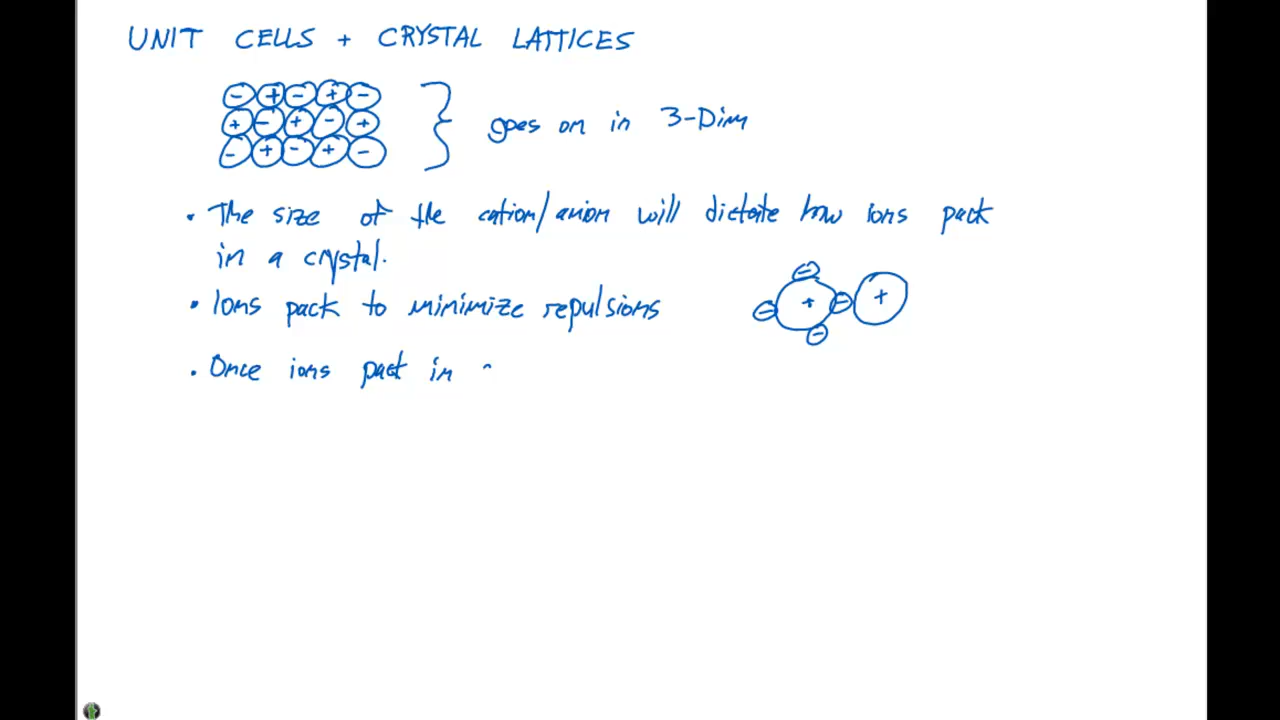 UNIT CELLS + CRYSTAL LATTICES
- + - + -
+ - + - +
- + - + -
goes on in 3-Dim
• The size of the cation/anion will dictate how ions pack
in a crystal.
• Ions pack to minimize repulsions
-
- + - +
-
• Once ions pack in